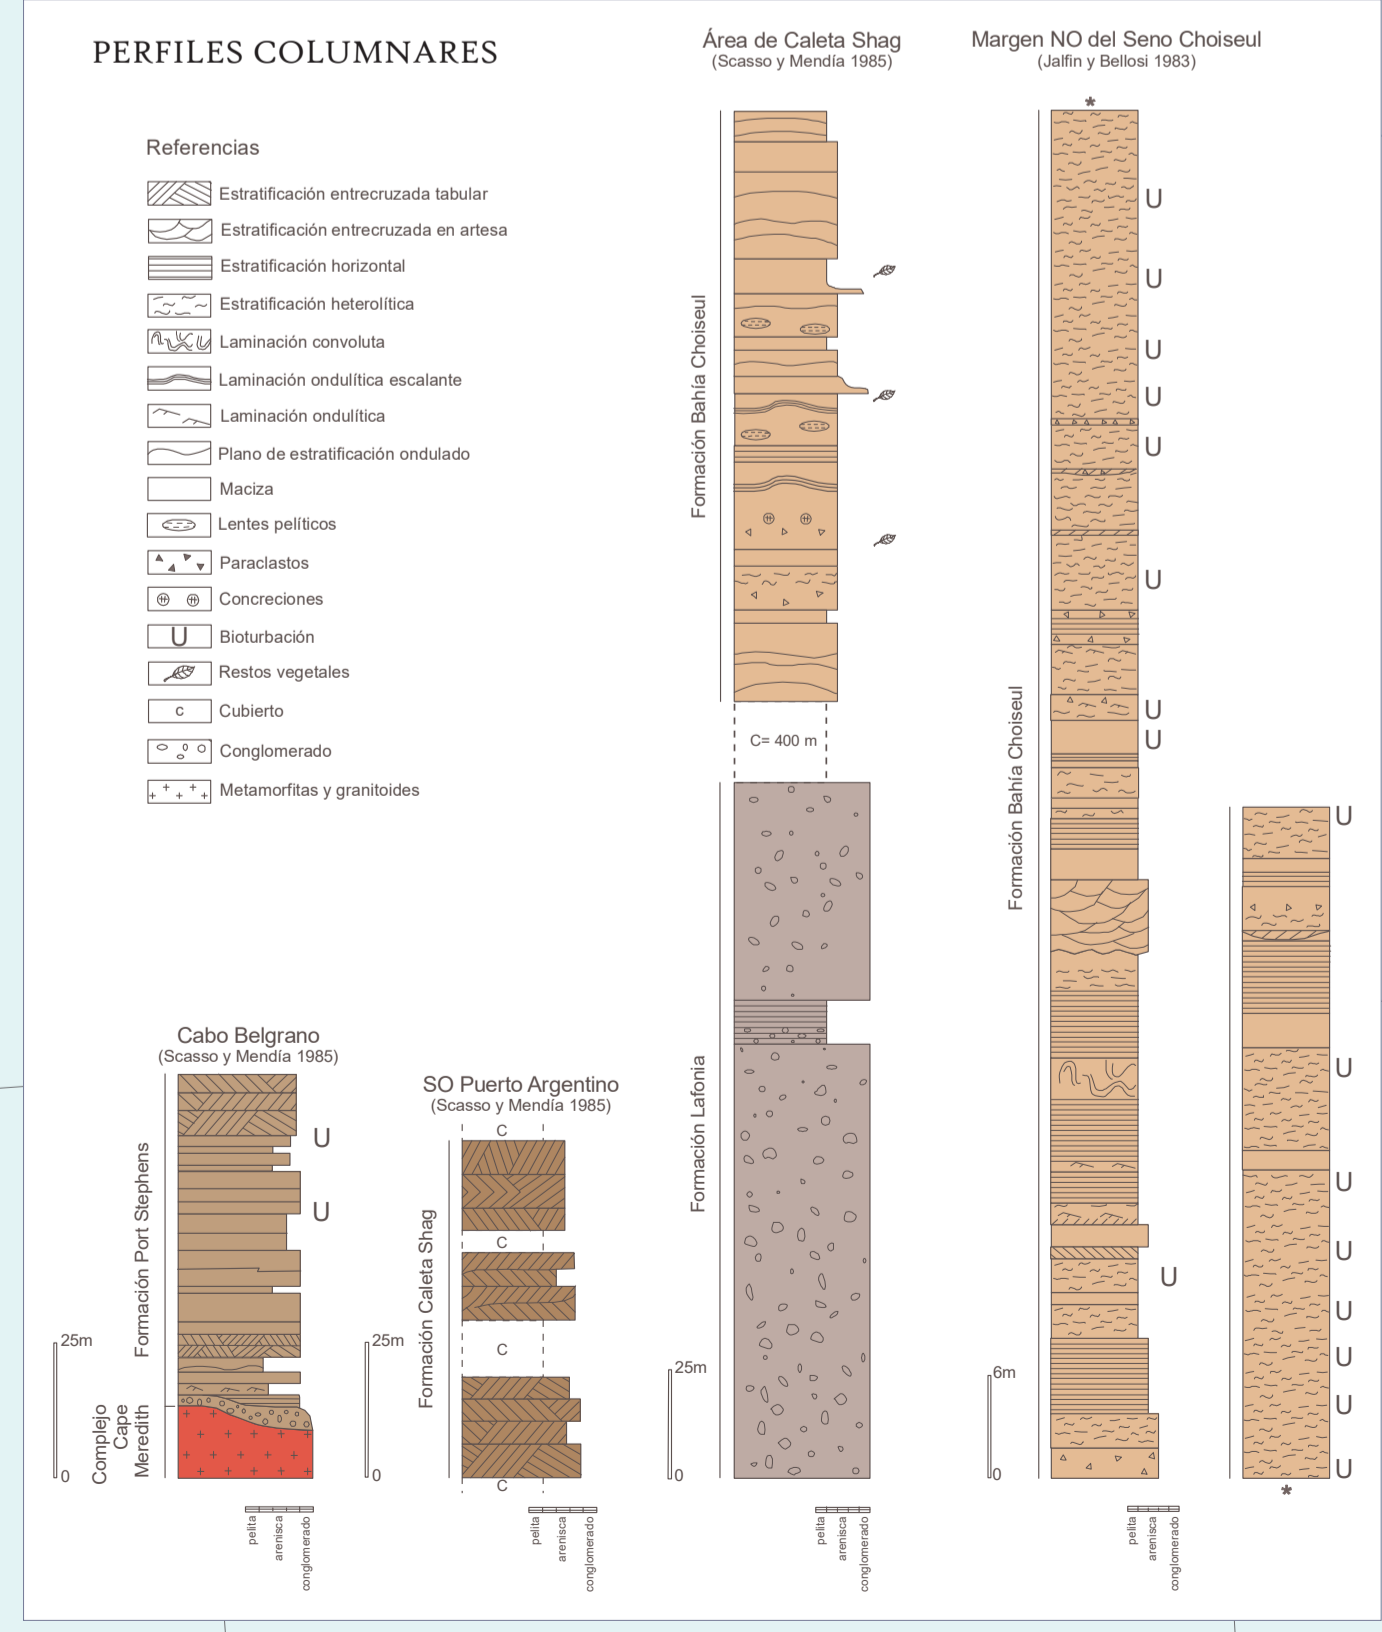 PERFILES COLUMNARES
Referencias
Estratificación entrecruzada tabular
Estratificación entrecruzada en artesa
Estratificación horizontal
Estratificación heterolítica
Laminación convoluta
Laminación ondulítica escalante
Laminación ondulítica
Plano de estratificación ondulado
Maciza
Lentes pelíticos
Paraclastos
Concreciones
U Bioturbación
Restos vegetales
C Cubierto
Conglomerado
Metamorfitas y granitoides
Cabo Belgrano
(Scasso y Mendía 1985)
U
U
Formación Port Stephens
Complejo
Cape
Meredith
25m
0
pelita
arenisca
conglomerado
SO Puerto Argentino
(Scasso y Mendía 1985)
C
C
C
C
Formación Caleta Shag
25m
0
pelita
arenisca
conglomerado
Área de Caleta Shag
(Scasso y Mendía 1985)
Formación Bahía Choiseul
C= 400 m
Formación Lafonia
25m
0
pelita
arenisca
conglomerado
Margen NO del Seno Choiseul
(Jalfin y Bellosi 1983)
*
U
U
U
U
U
U
U
U
U
Formación Bahía Choiseul
6m
0
pelita
arenisca
conglomerado
U
U
U
U
U
U
U
U
*